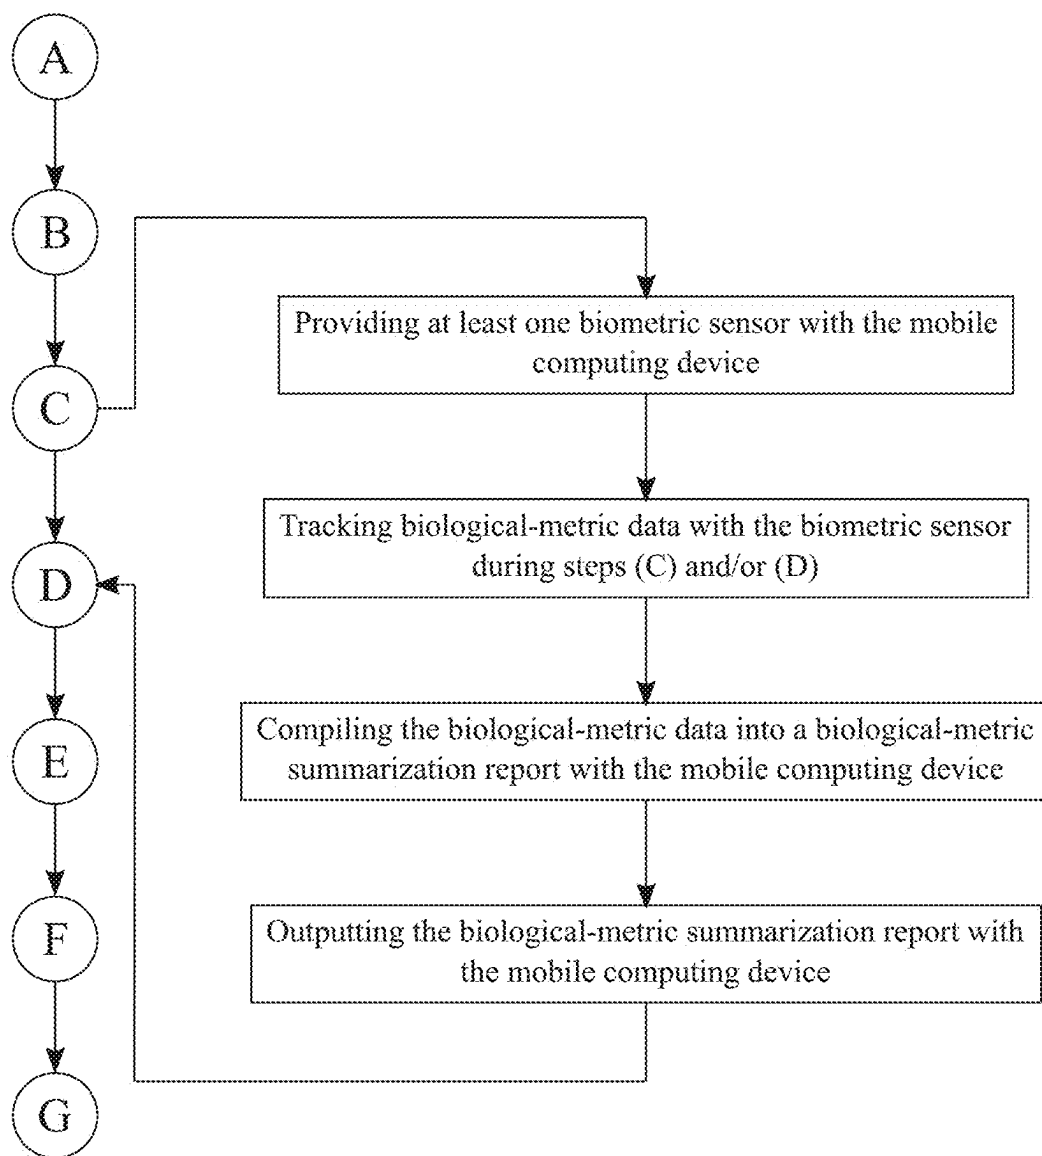 A
B
C
D
E
F
G
Providing at least one biometric sensor with the mobile
computing device
Tracking biological-metric data with the biometric sensor
during steps (C) and/or (D)
Compiling the biological-metric data into a biological-metric
summarization report with the mobile computing device
Outputting the biological-metric summarization report with
the mobile computing device